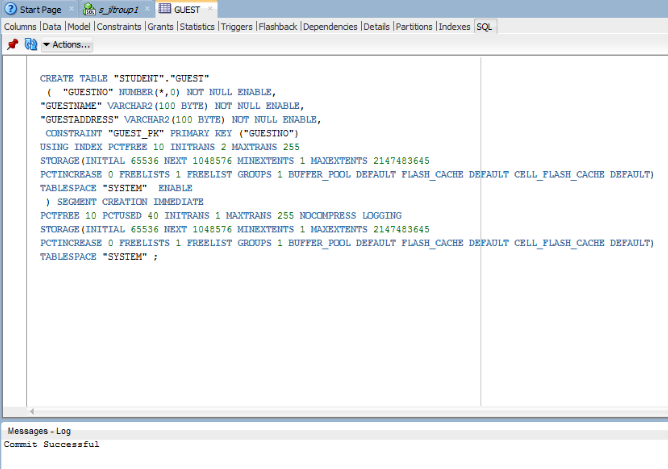 Start Page s_jtroup1 GUEST
Columns Data Model Constraints Grants Statistics Triggers Flashback Dependencies Details Partitions Indexes SQL
Actions...
CREATE TABLE "STUDENT"."GUEST"
( "GUESTNO" NUMBER(*,0) NOT NULL ENABLE,
"GUESTNAME" VARCHAR2(100 BYTE) NOT NULL ENABLE,
"GUESTADDRESS" VARCHAR2(100 BYTE) NOT NULL ENABLE,
CONSTRAINT "GUEST_PK" PRIMARY KEY ("GUESTNO")
USING INDEX PCTFREE 10 INITRANS 2 MAXTRANS 255
STORAGE(INITIAL 65536 NEXT 1048576 MINEXTENTS 1 MAXEXTENTS 2147483645
PCTINCREASE 0 FREELISTS 1 FREELIST GROUPS 1 BUFFER_POOL DEFAULT FLASH_CACHE DEFAULT CELL_FLASH_CACHE DEFAULT)
TABLESPACE "SYSTEM" ENABLE
) SEGMENT CREATION IMMEDIATE
PCTFREE 10 PCTUSED 40 INITRANS 1 MAXTRANS 255 NOCOMPRESS LOGGING
STORAGE(INITIAL 65536 NEXT 1048576 MINEXTENTS 1 MAXEXTENTS 2147483645
PCTINCREASE 0 FREELISTS 1 FREELIST GROUPS 1 BUFFER_POOL DEFAULT FLASH_CACHE DEFAULT CELL_FLASH_CACHE DEFAULT)
TABLESPACE "SYSTEM" ;
Messages - Log
Commit Successful